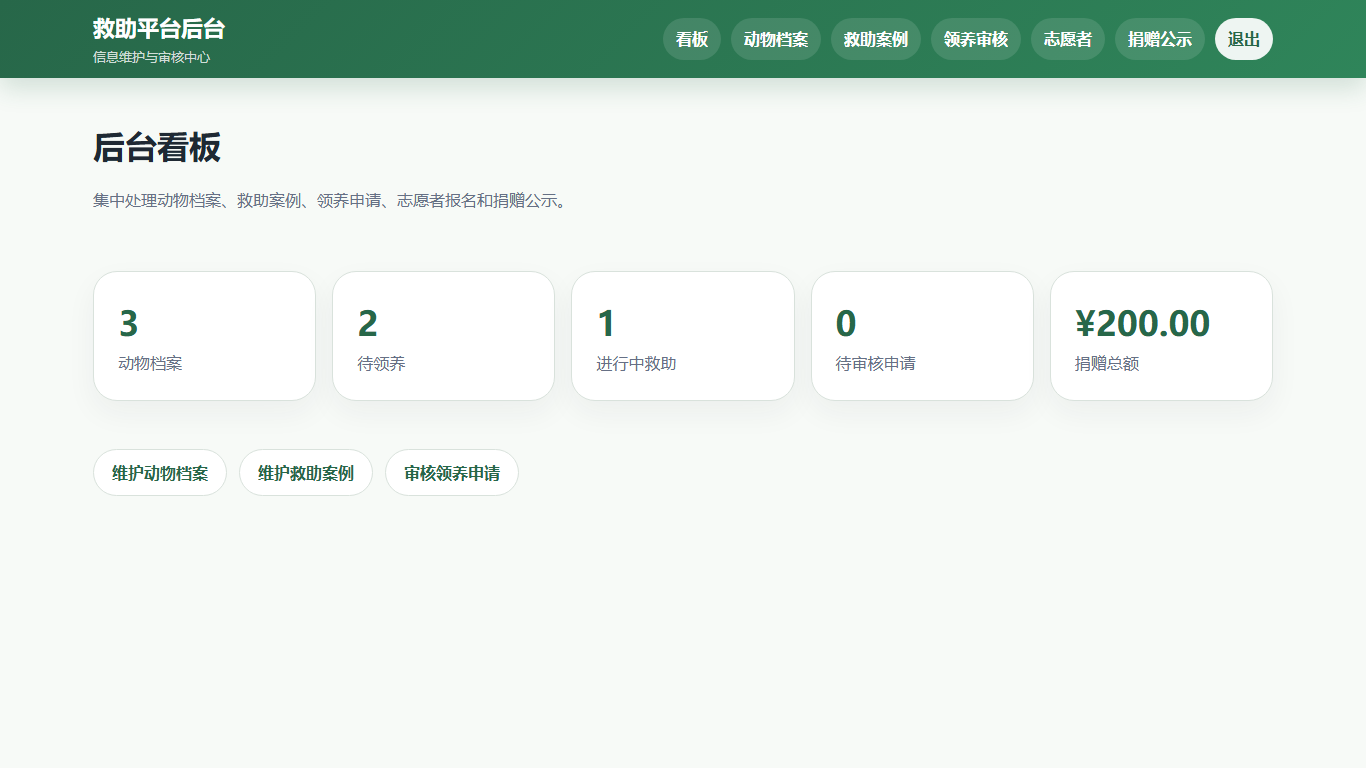 救助平台后台
信息维护与审核中心
看板 动物档案 救助案例 领养审核 志愿者 捐赠公示 退出
后台看板
集中处理动物档案、救助案例、领养申请、志愿者报名和捐赠公示。
3
动物档案
2
待领养
1
进行中救助
0
待审核申请
¥200.00
捐赠总额
维护动物档案 维护救助案例 审核领养申请